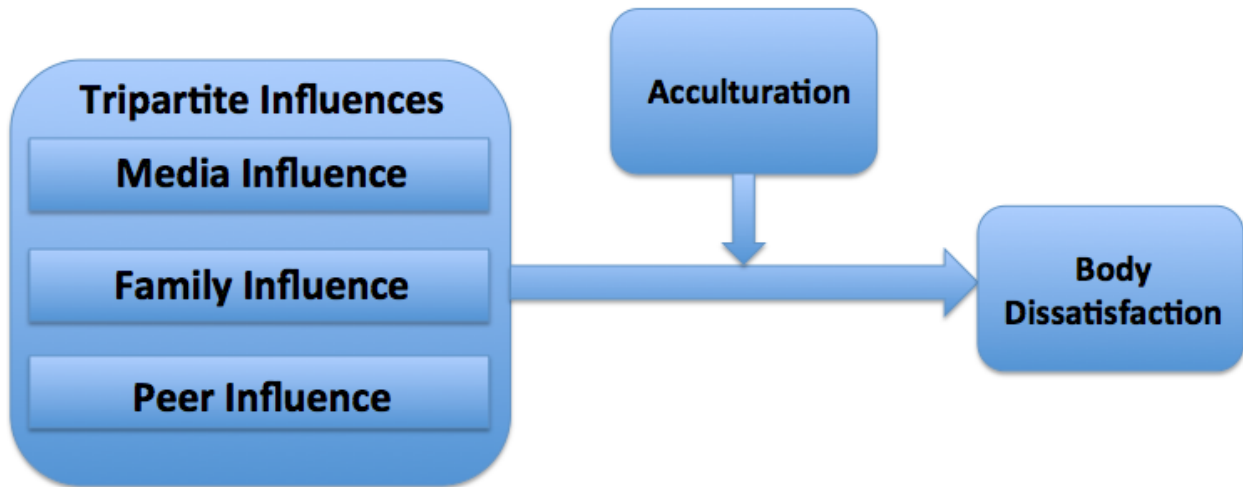 Tripartite Influences
Media Influence
Family Influence
Peer Influence
Acculturation
Body
Dissatisfaction